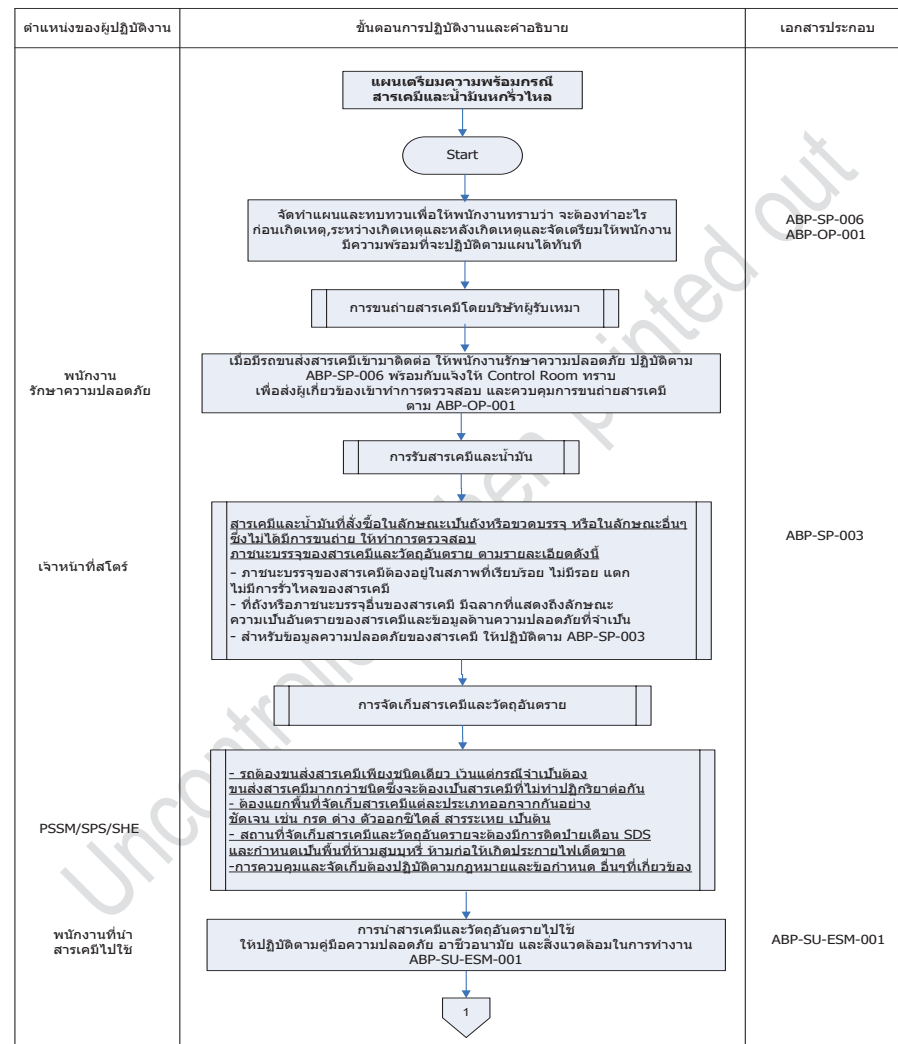 ตำแหน่งของผู้ปฏิบัติงาน
ขั้นตอนการปฏิบัติงานและคำอธิบาย
เอกสารประกอบ
แผนเตรียมความพร้อมกรณี
สารเคมีและน้ำมันหกรั่วไหล
Start
จัดทำแผนและทบทวนเพื่อให้พนักงานทราบว่า จะต้องทำอะไร
ก่อนเกิดเหตุ,ระหว่างเกิดเหตุและหลังเกิดเหตุและจัดเตรียมให้พนักงาน
มีความพร้อมที่จะปฏิบัติตามแผนได้ทันที
ABP-SP-006
ABP-OP-001
การขนถ่ายสารเคมีโดยบริษัทผู้รับเหมา
พนักงาน
รักษาความปลอดภัย
เมื่อมีรถขนส่งสารเคมีเข้ามาติดต่อ ให้พนักงานรักษาความปลอดภัย ปฏิบัติตาม
ABP-SP-006 พร้อมกับแจ้งให้ Control Room ทราบ
เพื่อส่งผู้เกี่ยวข้องเข้าทำการตรวจสอบ และควบคุมการขนถ่ายสารเคมี
ตาม ABP-OP-001
การรับสารเคมีและน้ำมัน
เจ้าหน้าที่สโตร์
สารเคมีและน้ำมันที่สั่งซื้อในลักษณะเป็นถังหรือขวดบรรจุ หรือในลักษณะอื่นๆ
ซึ่งไม่ได้มีการขนถ่าย ให้ทำการตรวจสอบ
ภาชนะบรรจุของสารเคมีและวัตถุอันตราย ตามรายละเอียดดังนี้
- ภาชนะบรรจุของสารเคมีต้องอยู่ในสภาพที่เรียบร้อย ไม่มีรอย แตก
ไม่มีการรั่วไหลของสารเคมี
- ที่ถังหรือภาชนะบรรจุอื่นของสารเคมี มีฉลากที่แสดงถึงลักษณะ
ความเป็นอันตรายของสารเคมีและข้อมูลด้านความปลอดภัยที่จำเป็น
- สำหรับข้อมูลความปลอดภัยของสารเคมี ให้ปฏิบัติตาม ABP-SP-003
ABP-SP-003
การจัดเก็บสารเคมีและวัตถุอันตราย
PSSM/SPS/SHE
- รถต้องขนส่งสารเคมีเพียงชนิดเดียว เว้นแต่กรณีจำเป็นต้อง
ขนส่งสารเคมีมากกว่าชนิดซึ่งจะต้องเป็นสารเคมีที่ไม่ทำปฏิกริยาต่อกัน
- ต้องแยกพื้นที่จัดเก็บสารเคมีแต่ละประเภทออกจากกันอย่าง
ชัดเจน เช่น กรด ด่าง ตัวออกซิไดส์ สารระเหย เป็นต้น
- สถานที่จัดเก็บสารเคมีและวัตถุอันตรายจะต้องมีการติดป้ายเตือน SDS
และกำหนดเป็นพื้นที่ห้ามสูบบุหรี่ ห้ามก่อให้เกิดประกายไฟเด็ดขาด
-การควบคุมและจัดเก็บต้องปฏิบัติตามกฎหมายและข้อกำหนด อื่นๆที่เกี่ยวข้อง
พนักงานที่นำ
สารเคมีไปใช้
การนำสารเคมีและวัตถุอันตรายไปใช้
ให้ปฏิบัติตามคู่มือความปลอดภัย อาชีวอนามัย และสิ่งแวดล้อมในการทำงาน
ABP-SU-ESM-001
ABP-SU-ESM-001
1
Uncontrolled when printed out